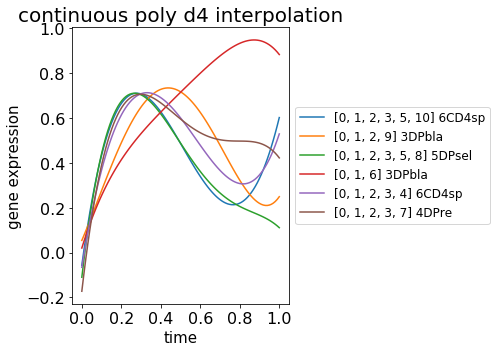 continuous poly d4 interpolation
gene expression
1.0
0.8
0.6
0.4
0.2
0.0
−0.2
0.0 0.2 0.4 0.6 0.8 1.0
time
[0, 1, 2, 3, 5, 10] 6CD4sp
[0, 1, 2, 9] 3DPbla
[0, 1, 2, 3, 5, 8] 5DPsel
[0, 1, 6] 3DPbla
[0, 1, 2, 3, 4] 6CD4sp
[0, 1, 2, 3, 7] 4DPre